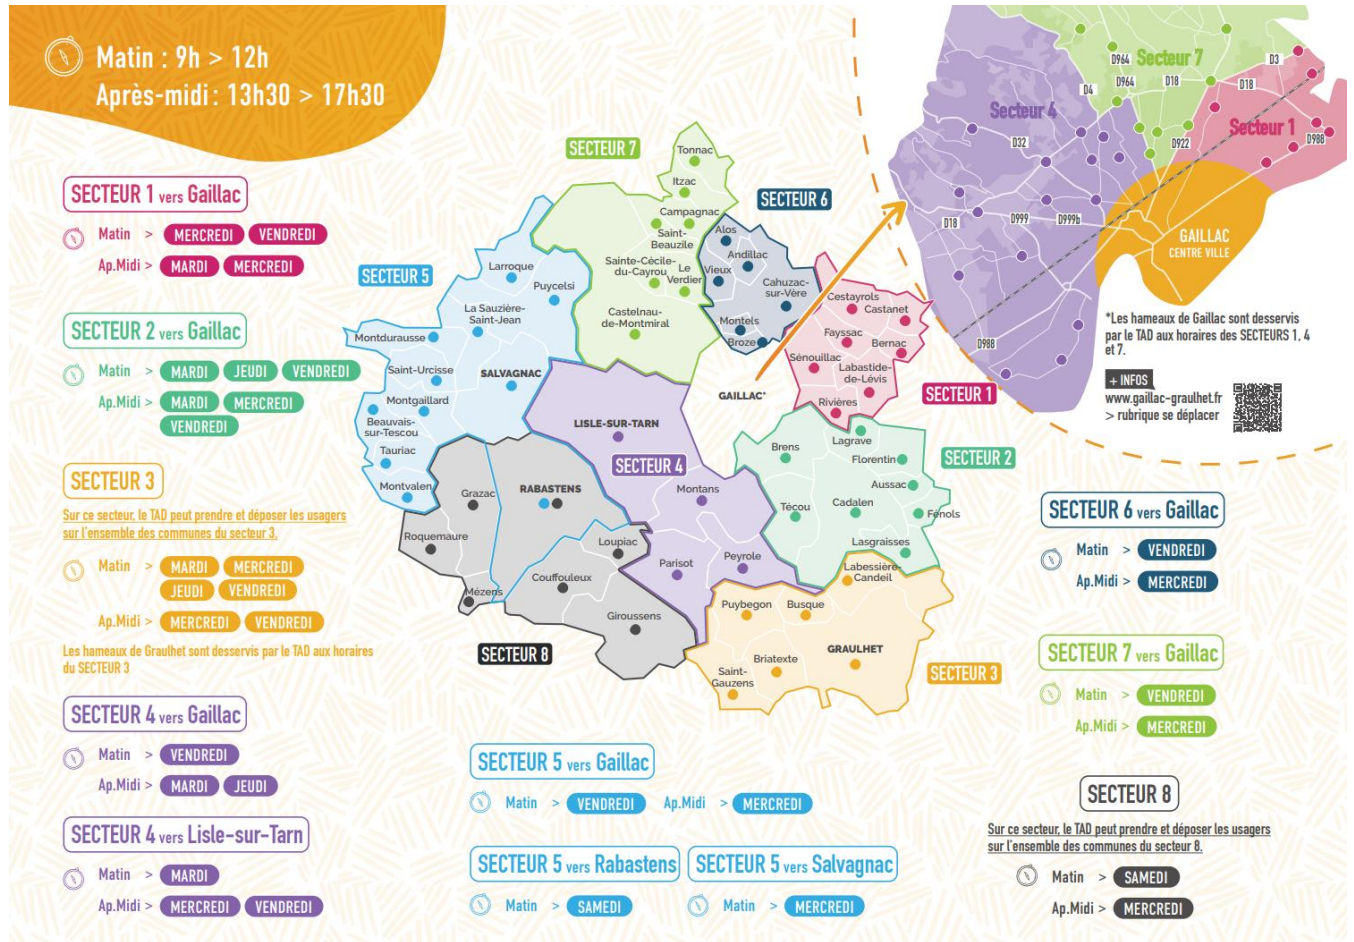 Matin : 9h > 12h
Après-midi : 13h30 > 17h30
SECTEUR 1 vers Gaillac
Matin > MERCREDI VENDREDI
Ap.Midi > MARDI MERCREDI
SECTEUR 2 vers Gaillac
Matin > MARDI JEUDI VENDREDI
Ap.Midi > MARDI MERCREDI
VENDREDI
SECTEUR 3
Sur ce secteur, le TAD peut prendre et déposer les usagers
sur l'ensemble des communes du secteur 3.
Matin > MARDI MERCREDI
JEUDI VENDREDI
Ap.Midi > MERCREDI VENDREDI
Les hameaux de Graulhet sont desservis par le TAD aux horaires
du SECTEUR 3
SECTEUR 4 vers Gaillac
Matin > VENDREDI
Ap.Midi > MARDI JEUDI
SECTEUR 4 vers Lisle-sur-Tarn
Matin > MARDI
Ap.Midi > MERCREDI VENDREDI
SECTEUR 5 vers Gaillac
Matin > VENDREDI Ap.Midi > MERCREDI
SECTEUR 5 vers Rabastens
Matin > SAMEDI
SECTEUR 5 vers Salvagnac
Matin > MERCREDI
SECTEUR 6 vers Gaillac
Matin > VENDREDI
Ap.Midi > MERCREDI
SECTEUR 7 vers Gaillac
Matin > VENDREDI
Ap.Midi > MERCREDI
SECTEUR 8
Sur ce secteur, le TAD peut prendre et déposer les usagers
sur l'ensemble des communes du secteur 8.
Matin > SAMEDI
Ap.Midi > MERCREDI
SECTEUR 7
Tonnac
Itzac
Campagnac
Saint-
Beauzile
Sainte-Cécile-
du-Cayrou
Le
Verdier
Castelnau-
de-Montmiral
SECTEUR 6
Alos
Andillac
Vieux
Cahuzac-
sur-Vère
Montels
Broze
SECTEUR 5
Larroque
Puycelsi
La Sauzière-
Saint-Jean
Montdurausse
Saint-Urcisse
SALVAGNAC
Montgaillard
Beauvais-
sur-Tescou
Tauriac
Montvalen
GAILLAC*
SECTEUR 1
Cestayrols
Castanet
Fayssac
Bernac
Sénouillac
Labastide-
de-Lévis
Rivières
SECTEUR 2
Lagrave
Brens
Florentin
Aussac
Técou
Cadalen
Fénols
Lasgraisses
LISLE-SUR-TARN
SECTEUR 4
Montans
Parisot
Peyrole
RABASTENS
Grazac
Roquemaure
Loupiac
Couffouleux
Mézens
Giroussens
SECTEUR 8
Labessière-
Candeil
Puybegon
Busque
GRAULHET
Briatexte
Saint-
Gauzens
SECTEUR 3
Secteur 7
Secteur 4
Secteur 1
D964
D964
D4
D18
D18
D3
D32
D922
D988
D18
D999
D999b
D988
GAILLAC
CENTRE VILLE
*Les hameaux de Gaillac sont desservis
par le TAD aux horaires des SECTEURS 1, 4
et 7.
+ INFOS
www.gaillac-graulhet.fr
> rubrique se déplacer